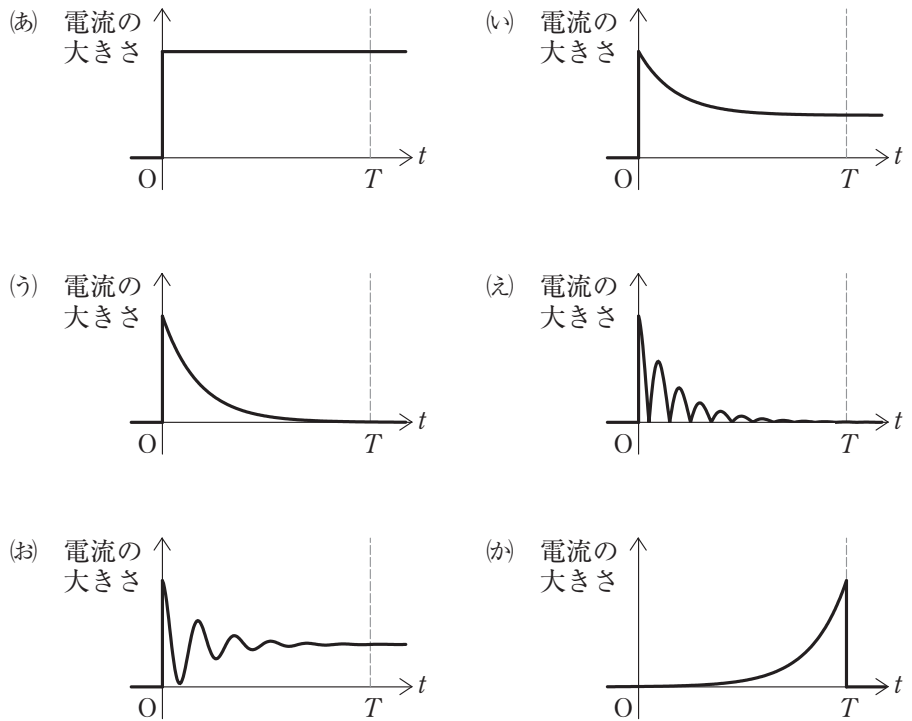 (あ) 電流の
大きさ
O T t
(い) 電流の
大きさ
O T t
(う) 電流の
大きさ
O T t
(え) 電流の
大きさ
O T t
(お) 電流の
大きさ
O T t
(か) 電流の
大きさ
O T t